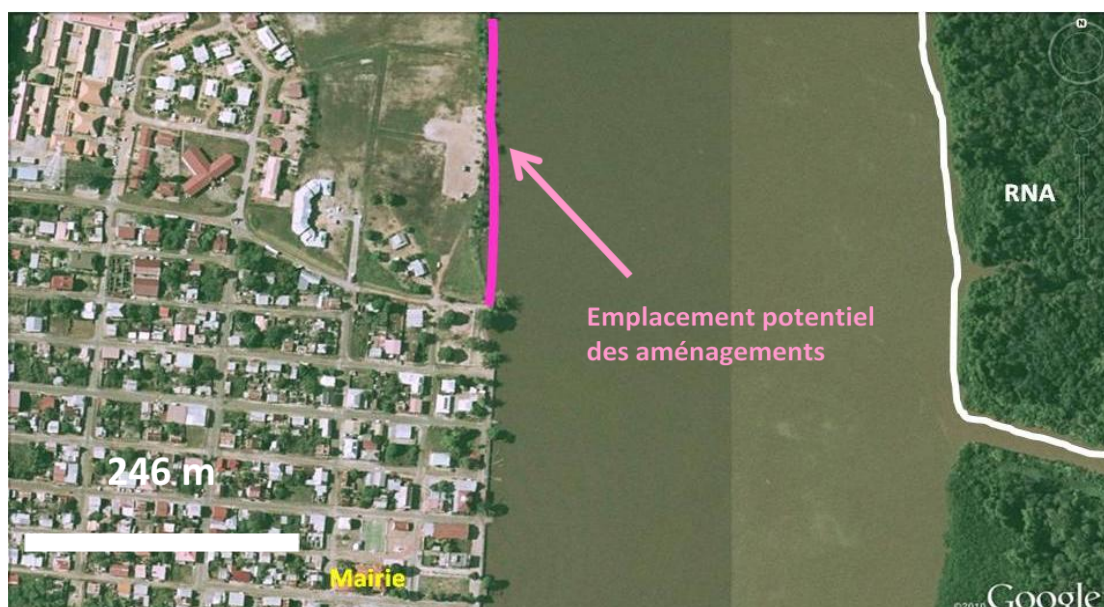 N
RNA
Emplacement potentiel
des aménagements
246 m
Mairie
©2010 Google